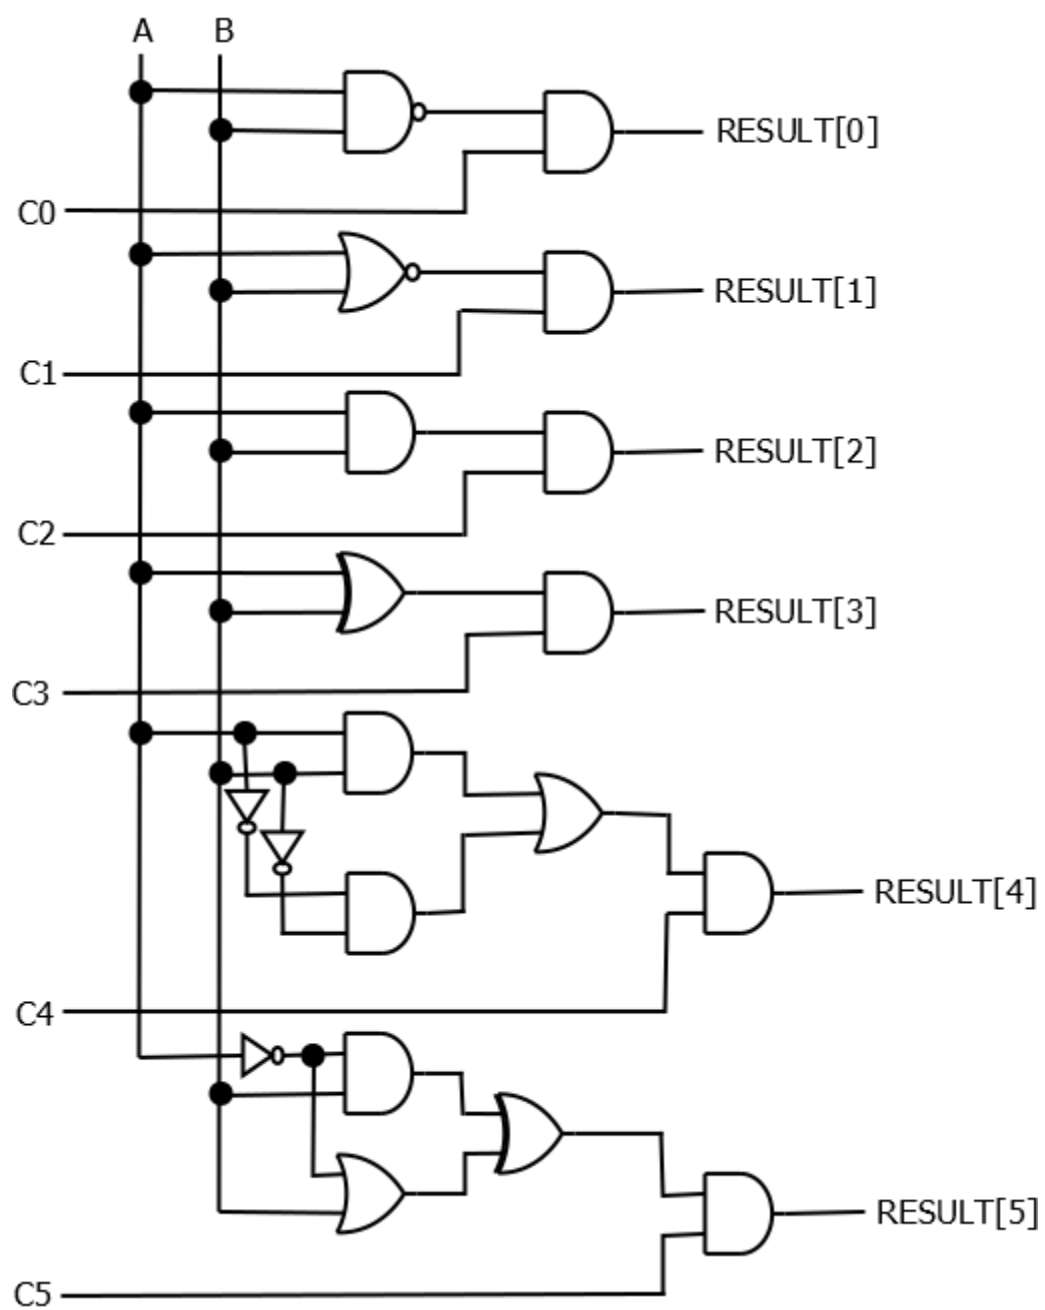 A B
RESULT[0]
C0
RESULT[1]
C1
RESULT[2]
C2
RESULT[3]
C3
RESULT[4]
C4
RESULT[5]
C5